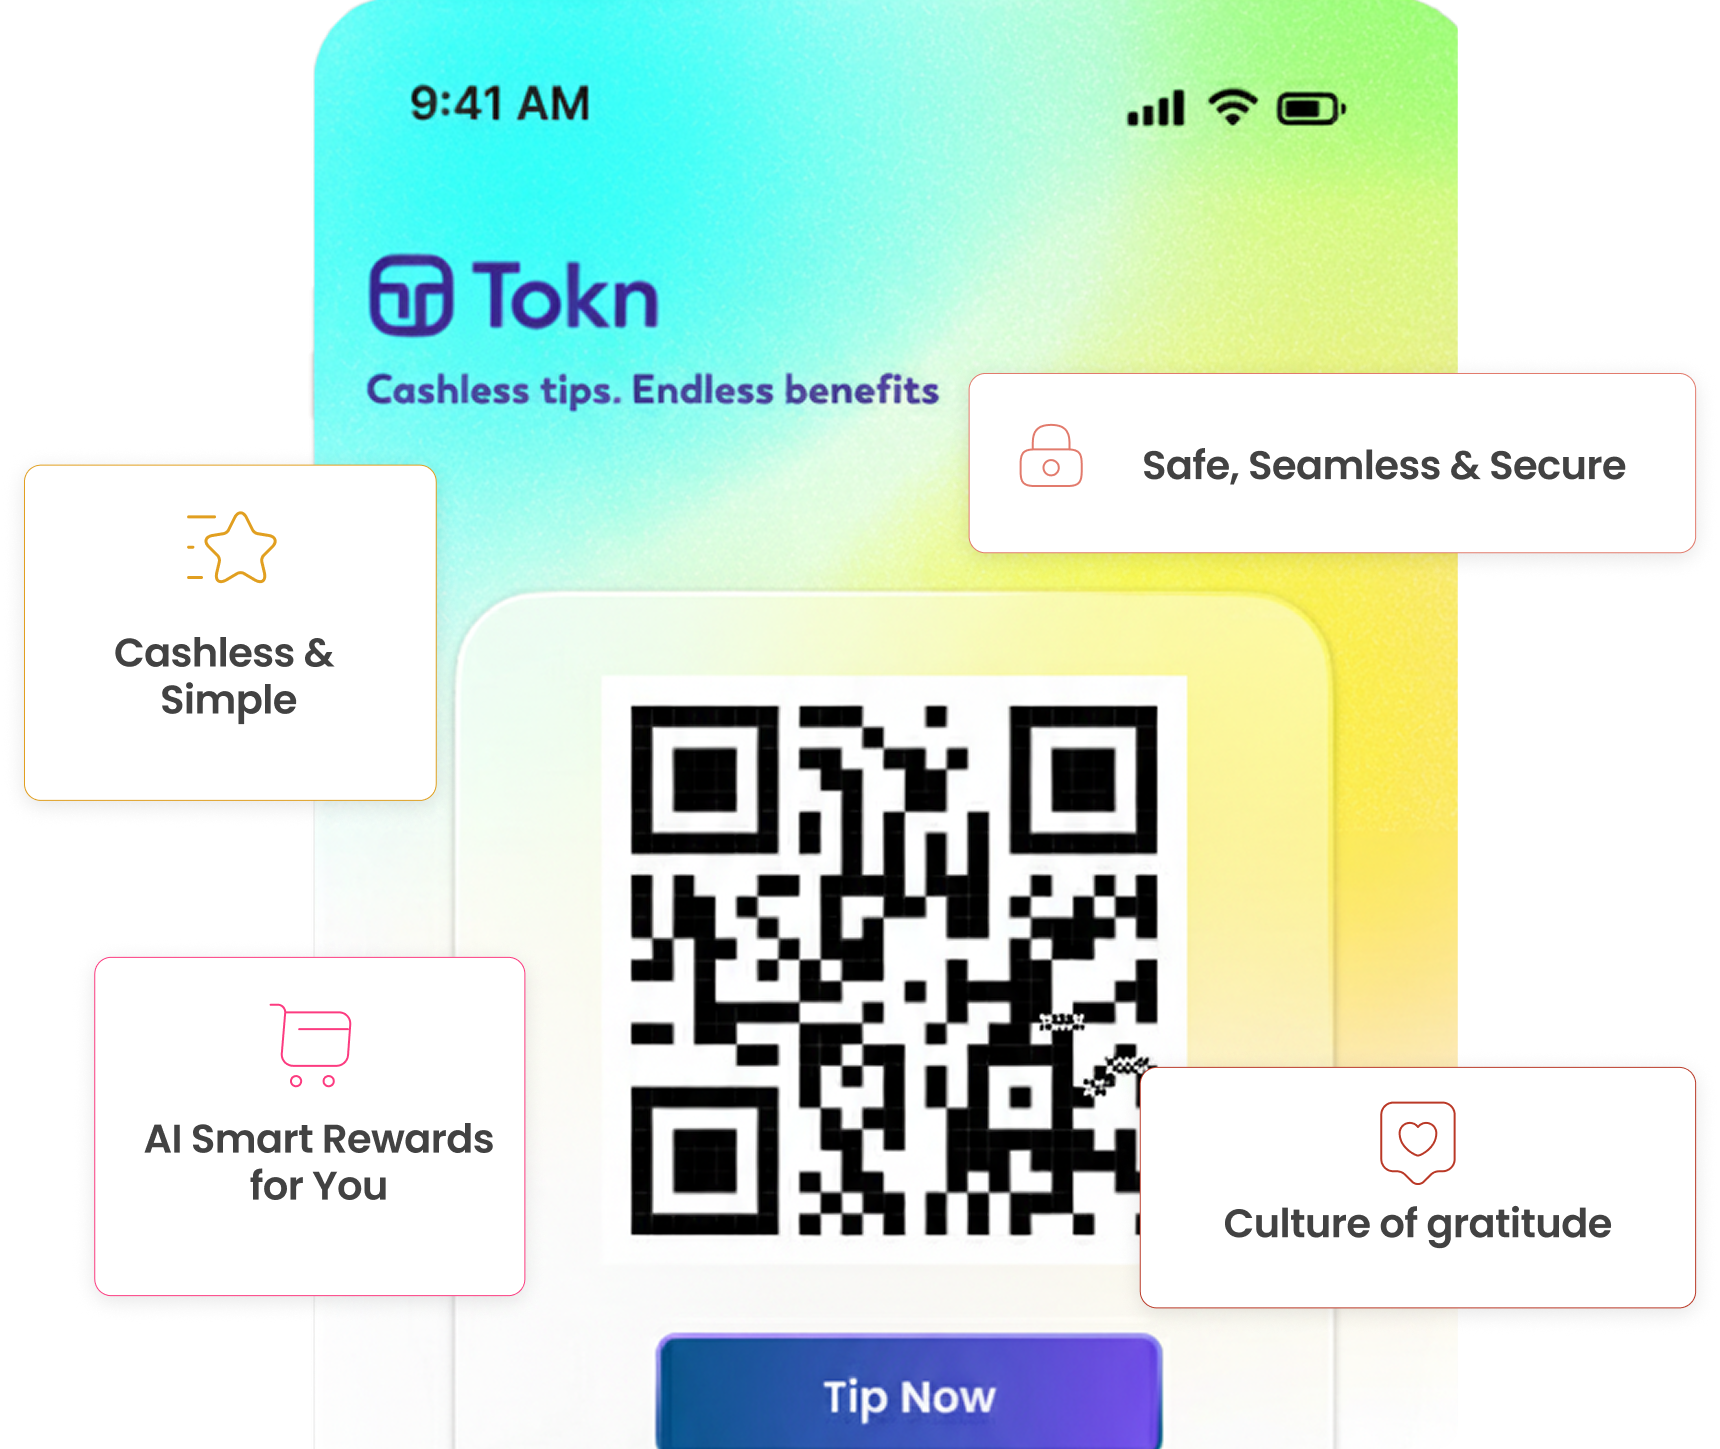 9:41 AM
Tokn
Cashless tips. Endless benefits
Safe, Seamless & Secure
Cashless &
Simple
AI Smart Rewards
for You
Culture of gratitude
Tip Now